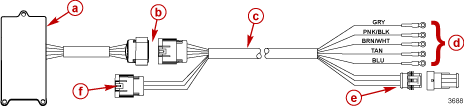 a
b
c
GRY
PNK/BLK
BRN/WHT
TAN
BLU
d
f
e
3688